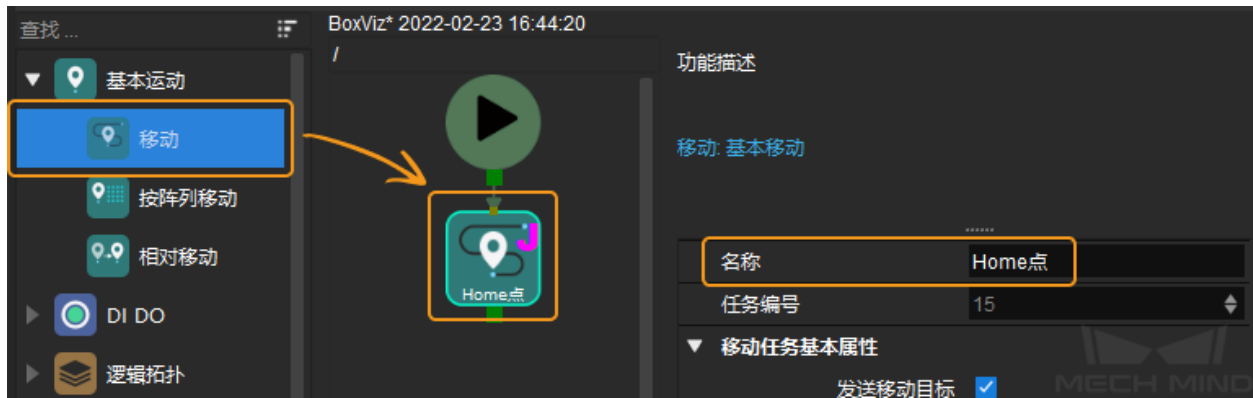 查找 ...
BoxViz* 2022-02-23 16:44:20
/
功能描述
基本运动
移动
移动: 基本移动
按阵列移动
相对移动
J
Home点
名称
Home点
任务编号
15
DI DO
移动任务基本属性
逻辑拓扑
发送移动目标
MECH MIND